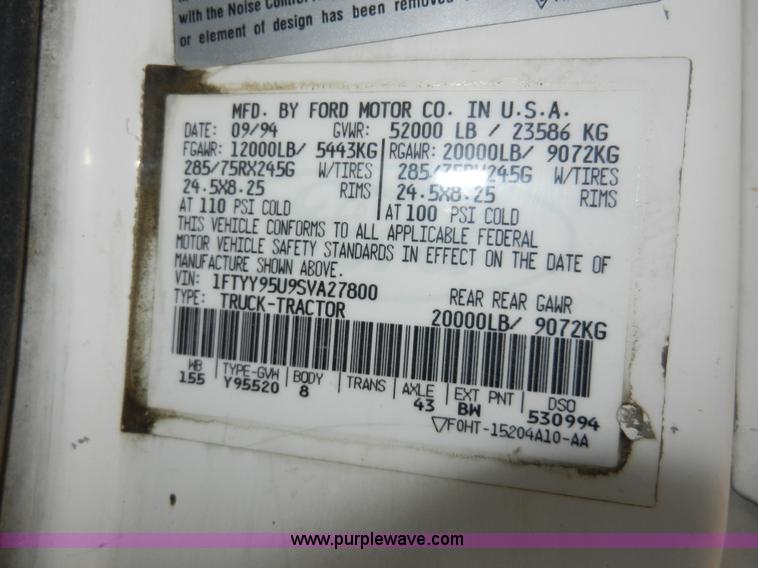 with the Noise Control
or element of design has been removed
MFD. BY FORD MOTOR CO. IN U.S.A.
DATE: 09/94 GVWR: 52000 LB / 23586 KG
FGAWR: 12000LB/ 5443KG RGAWR: 20000LB/ 9072KG
285/75RX245G W/TIRES 285/75RX245G W/TIRES
24.5X8.25 RIMS 24.5X8.25 RIMS
AT 110 PSI COLD AT 100 PSI COLD
THIS VEHICLE CONFORMS TO ALL APPLICABLE FEDERAL
MOTOR VEHICLE SAFETY STANDARDS IN EFFECT ON THE DATE OF
MANUFACTURE SHOWN ABOVE.
VIN: 1FTYY95U9SVA27800 REAR REAR GAWR
TYPE: TRUCK-TRACTOR 20000LB/ 9072KG
WB TYPE-GVW BODY TRANS AXLE EXT PNT DSO
155 Y95520 8 43 BW 530994
F0HT-15204A10-AA
www.purplewave.com